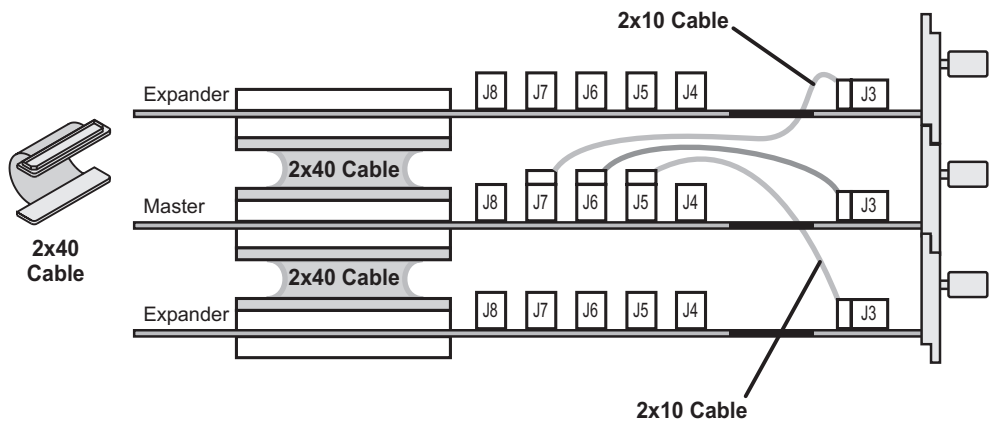 2x10 Cable
Expander
J8 J7 J6 J5 J4 J3
2x40 Cable
Master
J8 J7 J6 J5 J4 J3
2x40
Cable
2x40 Cable
Expander
J8 J7 J6 J5 J4 J3
2x10 Cable